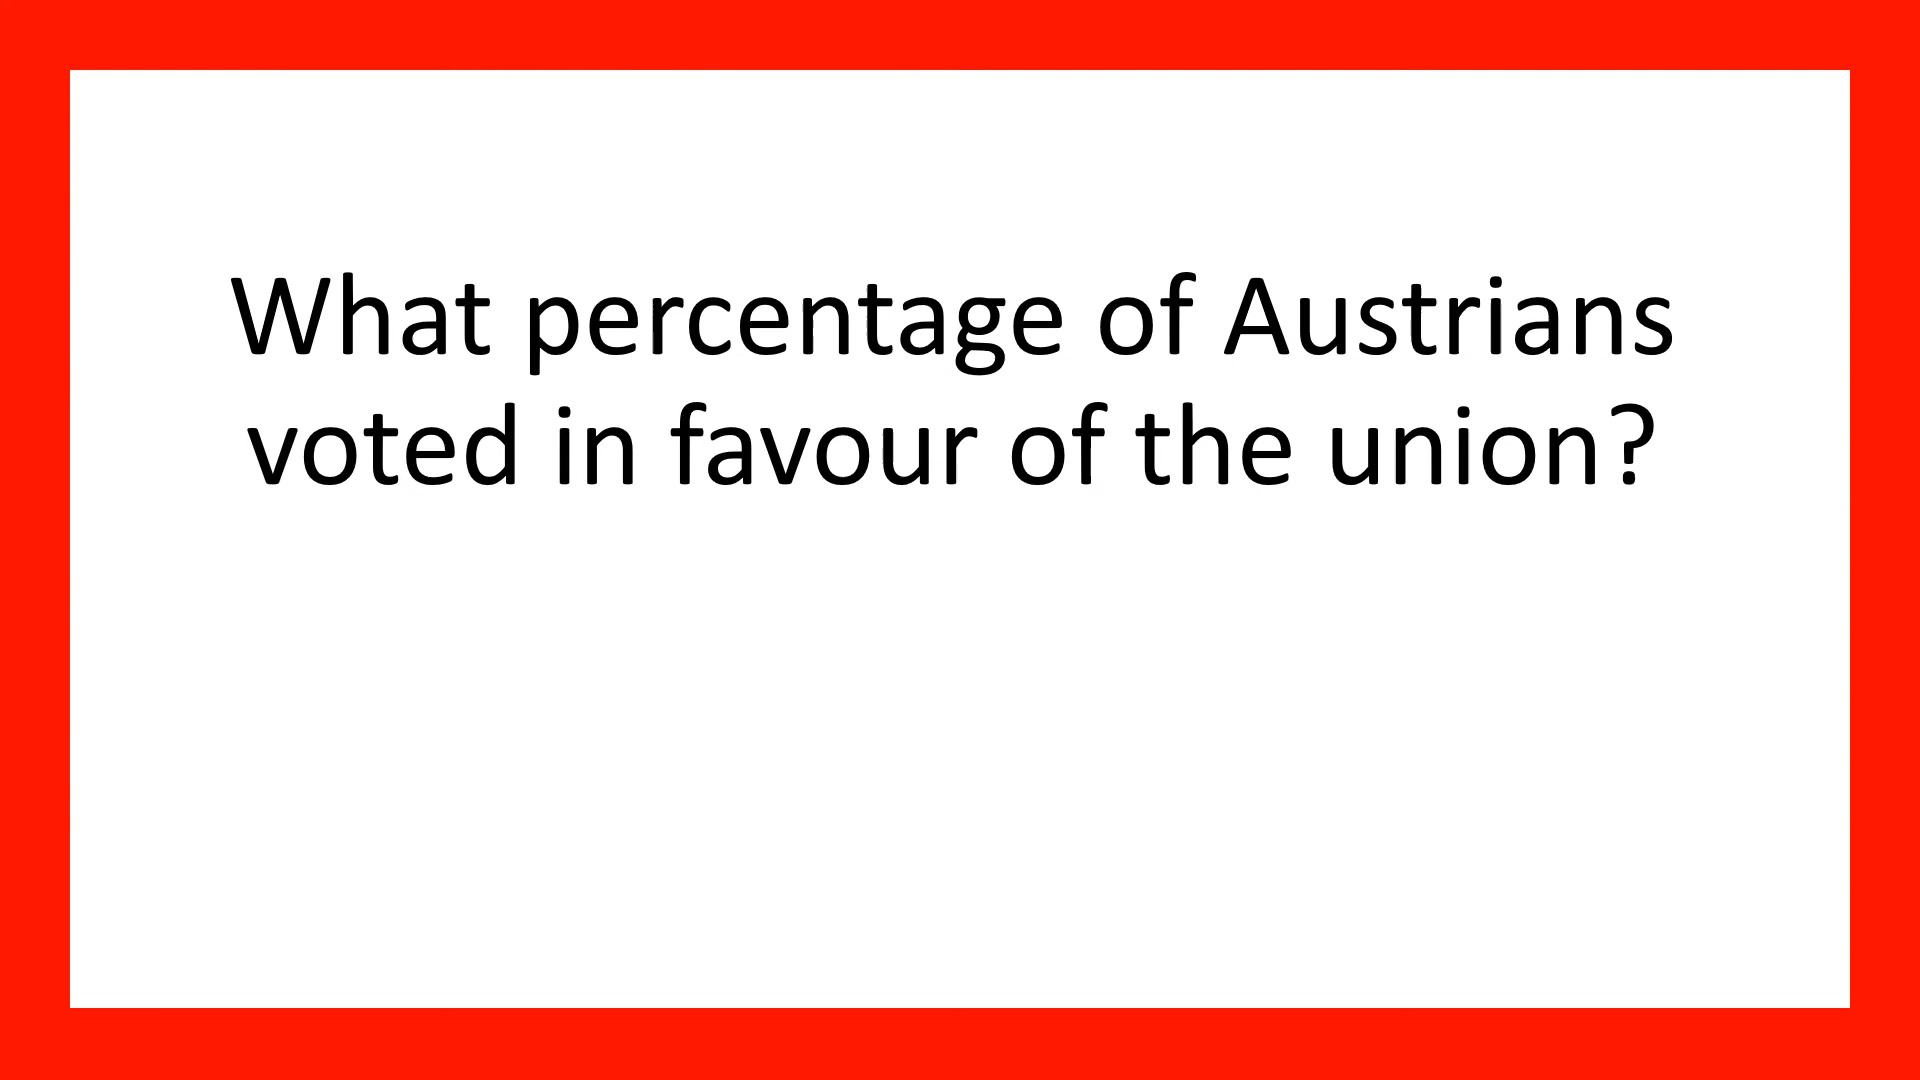 What percentage of Austrians
voted in favour of the union?